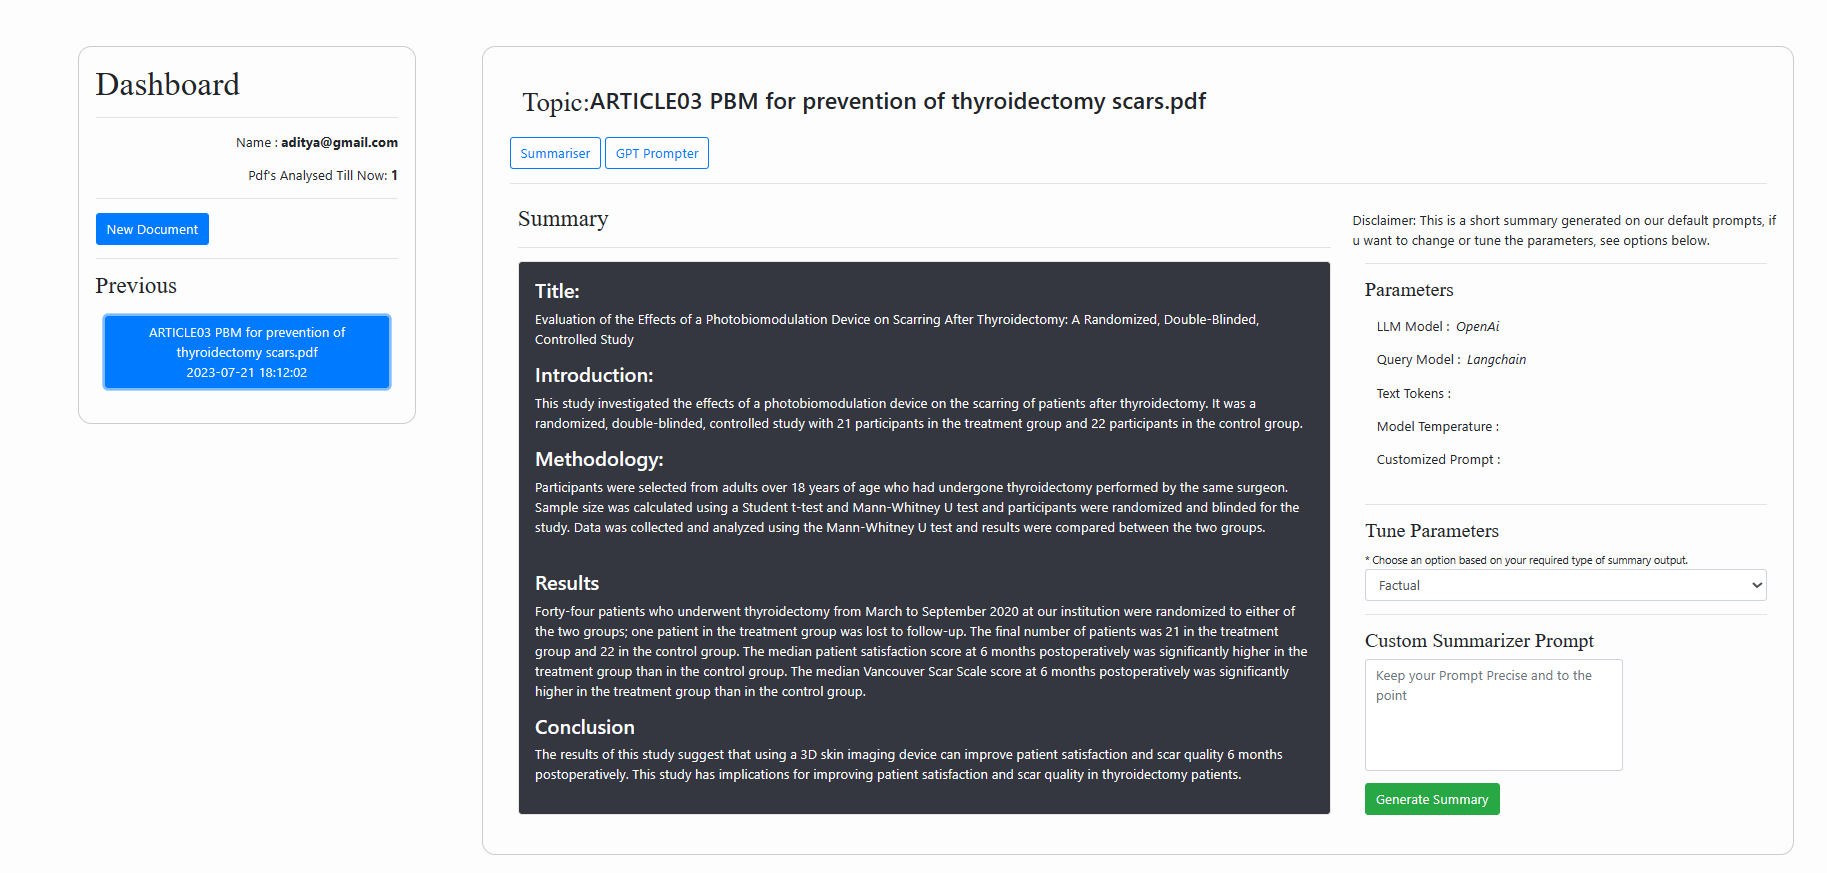 Dashboard
Name : aditya@gmail.com
Pdf's Analysed Till Now: 1
New Document
Previous
ARTICLE03 PBM for prevention of
thyroidectomy scars.pdf
2023-07-21 18:12:02
Topic:ARTICLE03 PBM for prevention of thyroidectomy scars.pdf
Summariser
GPT Prompter
Summary
Title:
Evaluation of the Effects of a Photobiomodulation Device on Scarring After Thyroidectomy: A Randomized, Double-Blinded,
Controlled Study
Introduction:
This study investigated the effects of a photobiomodulation device on the scarring of patients after thyroidectomy. It was a
randomized, double-blinded, controlled study with 21 participants in the treatment group and 22 participants in the control group.
Methodology:
Participants were selected from adults over 18 years of age who had undergone thyroidectomy performed by the same surgeon.
Sample size was calculated using a Student t-test and Mann-Whitney U test and participants were randomized and blinded for the
study. Data was collected and analyzed using the Mann-Whitney U test and results were compared between the two groups.
Results
Forty-four patients who underwent thyroidectomy from March to September 2020 at our institution were randomized to either of
the two groups; one patient in the treatment group was lost to follow-up. The final number of patients was 21 in the treatment
group and 22 in the control group. The median patient satisfaction score at 6 months postoperatively was significantly higher in the
treatment group than in the control group. The median Vancouver Scar Scale score at 6 months postoperatively was significantly
higher in the treatment group than in the control group.
Conclusion
The results of this study suggest that using a 3D skin imaging device can improve patient satisfaction and scar quality 6 months
postoperatively. This study has implications for improving patient satisfaction and scar quality in thyroidectomy patients.
Disclaimer: This is a short summary generated on our default prompts, if
u want to change or tune the parameters, see options below.
Parameters
LLM Model : OpenAi
Query Model : Langchain
Text Tokens :
Model Temperature :
Customized Prompt :
Tune Parameters
* Choose an option based on your required type of summary output.
Factual
Custom Summarizer Prompt
Keep your Prompt Precise and to the
point
Generate Summary